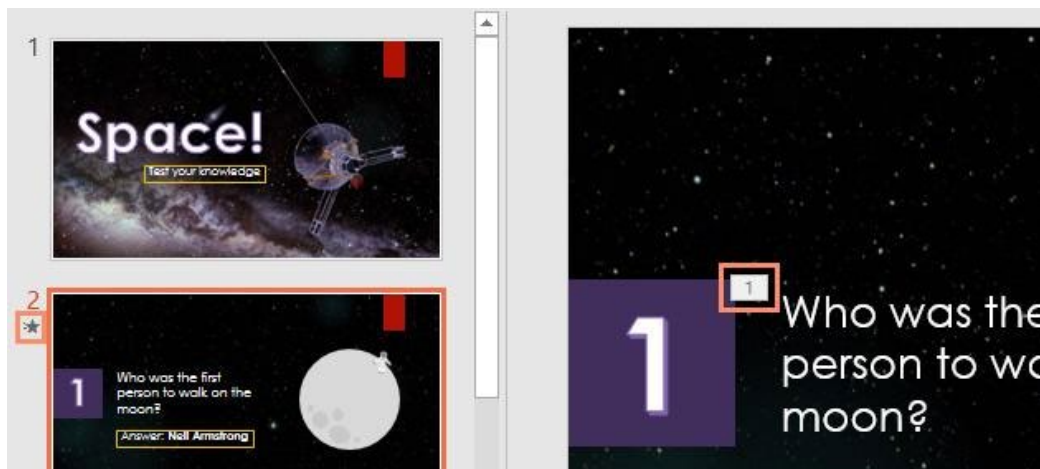 1
Space!
Test your knowledge
2
1
Who was the first
person to walk on the
moon?
Answer: Neil Armstrong
1
1
Who was the
person to wa
moon?